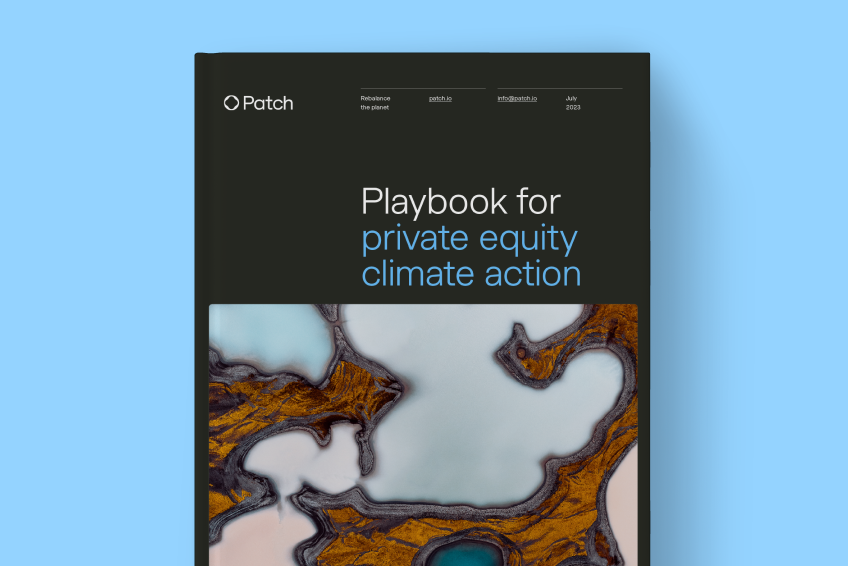 Patch
Rebalance
the planet
patch.io
info@patch.io
July
2023
Playbook for
private equity
climate action